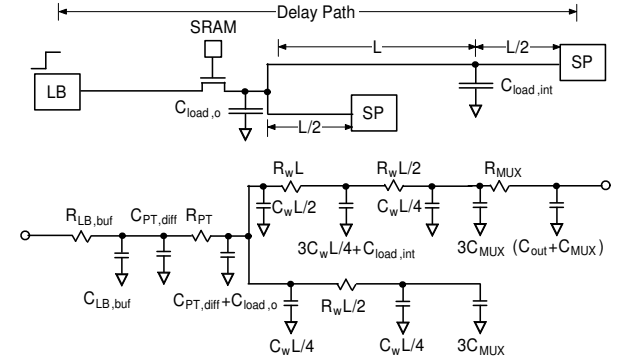 Delay Path
SRAM
L
L/2
LB
SP
C_load,o
C_load,int
SP
L/2
R_wL
R_wL/2
R_MUX
R_LB,buf
C_PT,diff
R_PT
C_wL/2
C_wL/4
3C_wL/4+C_load,int
3C_MUX
(C_out+C_MUX)
C_LB,buf
C_PT,diff+C_load,o
R_wL/2
C_wL/4
C_wL/4
3C_MUX